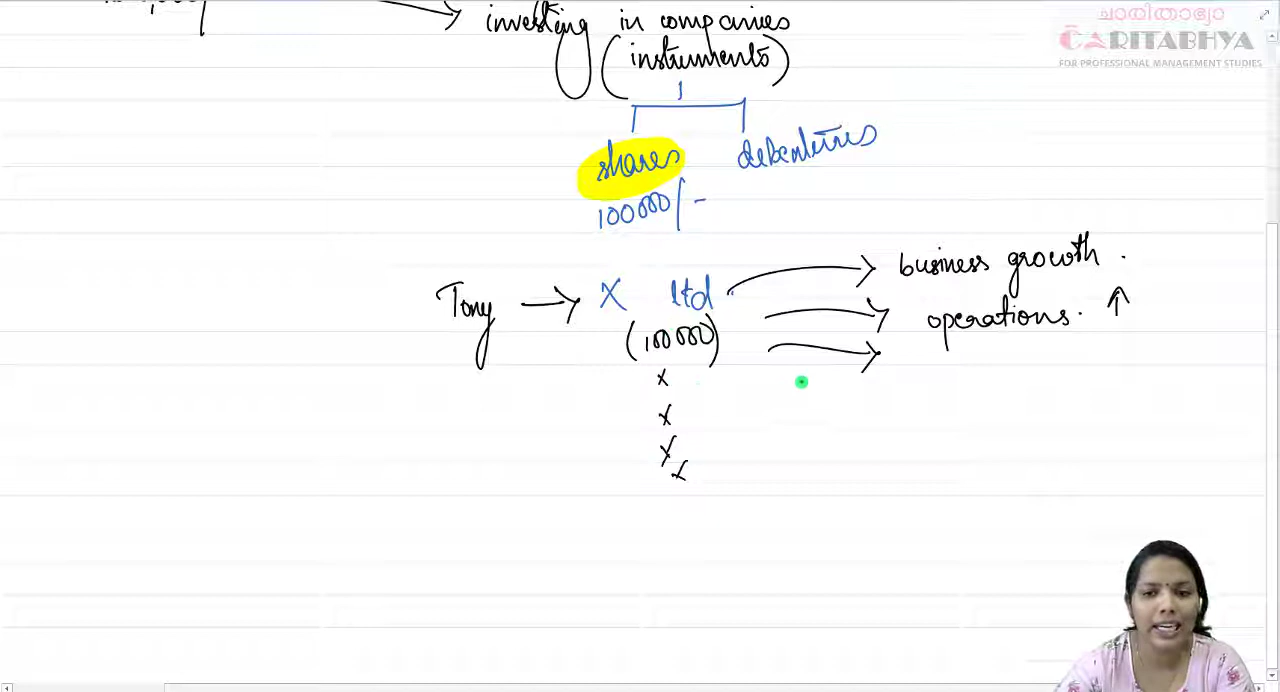 investing in companies
(instruments)
shares debentures
100000/-
Tony → X ltd
(100000)
x
x
x
x
business growth.
operations. ↑
ചാരിതാഭ്യാ
CARITABHYA
FOR PROFESSIONAL MANAGEMENT STUDIES